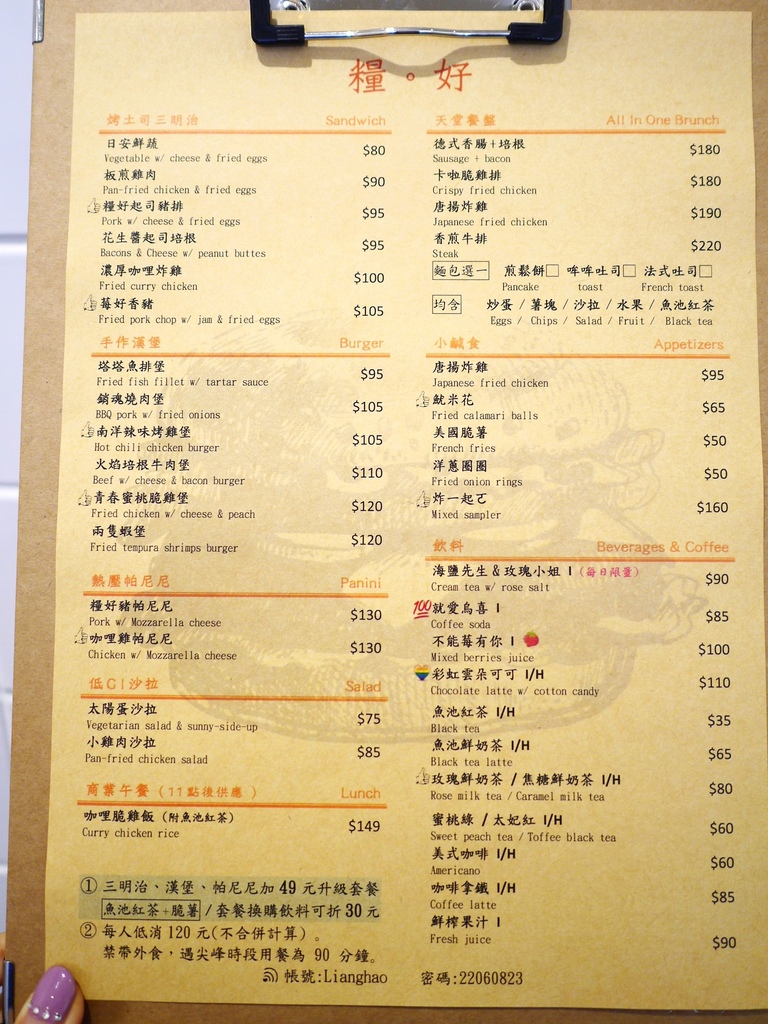 糧。好
烤土司三明治 Sandwich
日安鮮蔬 $80
Vegetable w/ cheese & fried eggs
板煎雞肉 $90
Pan-fried chicken & fried eggs
糧好起司豬排 $95
Pork w/ cheese & fried eggs
花生醬起司培根 $95
Bacons & Cheese w/ peanut buttes
濃厚咖哩炸雞 $100
Fried curry chicken
莓好香豬 $105
Fried pork chop w/ jam & fried eggs
手作漢堡 Burger
塔塔魚排堡 $95
Fried fish fillet w/ tartar sauce
銷魂燒肉堡 $105
BBQ pork w/ fried onions
南洋辣味烤雞堡 $105
Hot chili chicken burger
火焰培根牛肉堡 $110
Beef w/ cheese & bacon burger
青春蜜桃脆雞堡 $120
Fried chicken w/ cheese & peach
兩隻蝦堡 $120
Fried tempura shrimps burger
熱壓帕尼尼 Panini
糧好豬帕尼尼 $130
Pork w/ Mozzarella cheese
咖哩雞帕尼尼 $130
Chicken w/ Mozzarella cheese
低GI沙拉 Salad
太陽蛋沙拉 $75
Vegetarian salad & sunny-side-up
小雞肉沙拉 $85
Pan-fried chicken salad
商業午餐(11點後供應) Lunch
咖哩脆雞飯(附魚池紅茶) $149
Curry chicken rice
① 三明治、漢堡、帕尼尼加 49 元升級套餐
魚池紅茶+脆薯 / 套餐換購飲料可折 30 元
② 每人低消 120 元(不合併計算)。
禁帶外食，遇尖峰時段用餐為 90 分鐘。
天堂餐盤 All In One Brunch
德式香腸+培根 $180
Sausage + bacon
卡啦脆雞排 $180
Crispy fried chicken
唐揚炸雞 $190
Japanese fried chicken
香煎牛排 $220
Steak
麵包選一 煎鬆餅□ 哞哞吐司□ 法式吐司□
Pancake toast French toast
均含 炒蛋 / 薯塊 / 沙拉 / 水果 / 魚池紅茶
Eggs / Chips / Salad / Fruit / Black tea
小鹹食 Appetizers
唐揚炸雞 $95
Japanese fried chicken
魷米花 $65
Fried calamari balls
美國脆薯 $50
French fries
洋蔥圈圈 $50
Fried onion rings
炸一起ㄛ $160
Mixed sampler
飲料 Beverages & Coffee
海鹽先生&玫瑰小姐 I (每日限量) $90
Cream tea w/ rose salt
💯就愛烏喜 I $85
Coffee soda
不能莓有你 I 🍓 $100
Mixed berries juice
彩虹雲朵可可 I/H $110
Chocolate latte w/ cotton candy
魚池紅茶 I/H $35
Black tea
魚池鮮奶茶 I/H $65
Black tea latte
玫瑰鮮奶茶 / 焦糖鮮奶茶 I/H $80
Rose milk tea / Caramel milk tea
蜜桃綠 / 太妃紅 I/H $60
Sweet peach tea / Toffee black tea
美式咖啡 I/H $60
Americano
咖啡拿鐵 I/H $85
Coffee latte
鮮榨果汁 I $90
Fresh juice
帳號:Lianghao 密碼:22060823